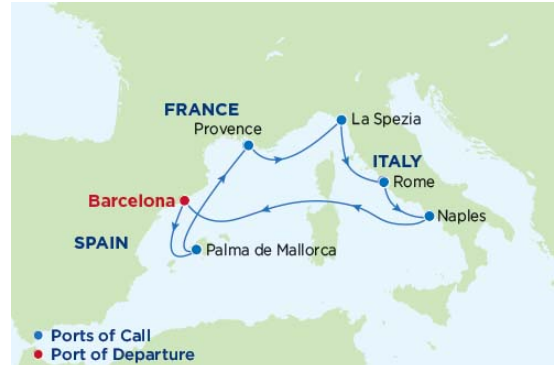 FRANCE
Provence
La Spezia
ITALY
Rome
Barcelona
Naples
SPAIN
Palma de Mallorca
Ports of Call
Port of Departure